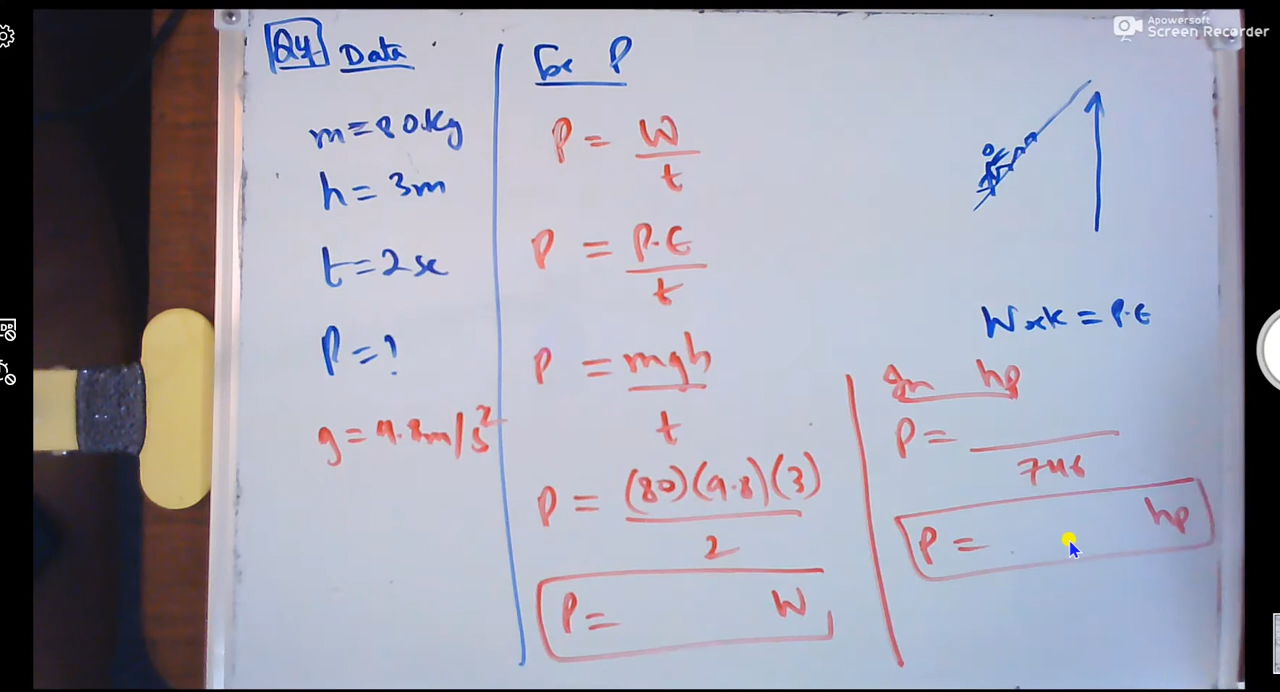 Apowersoft
Screen Recorder
Q4 Data
m = 80kg
h = 3m
t = 2sc
P = ?
g = 9.8m/s²
For P
P = W
t
P = P.E
t
P = mgh
t
P = (80)(9.8)(3)
2
P = W
Work = P.E
In hp
P =
746
P = hp